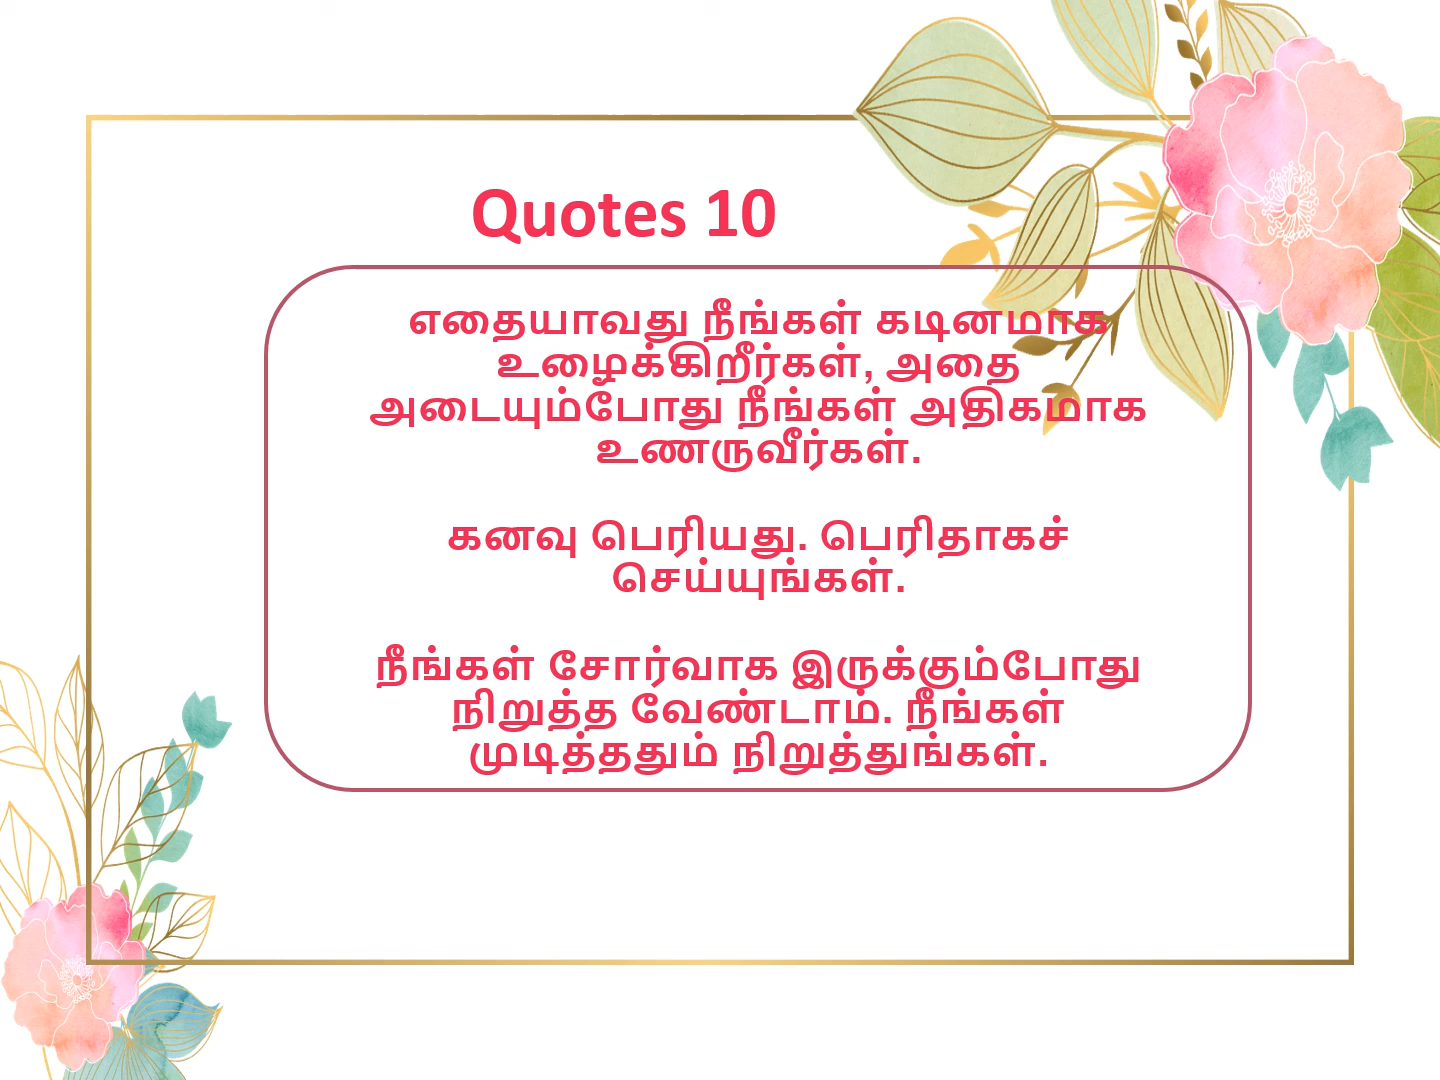 Quotes 10
எதையாவது நீங்கள் கடினமாக
உழைக்கிறீர்கள், அதை
அடையும்போது நீங்கள் அதிகமாக
உணருவீர்கள்.
கனவு பெரியது. பெரிதாகச்
செய்யுங்கள்.
நீங்கள் சோர்வாக இருக்கும்போது
நிறுத்த வேண்டாம். நீங்கள்
முடித்ததும் நிறுத்துங்கள்.